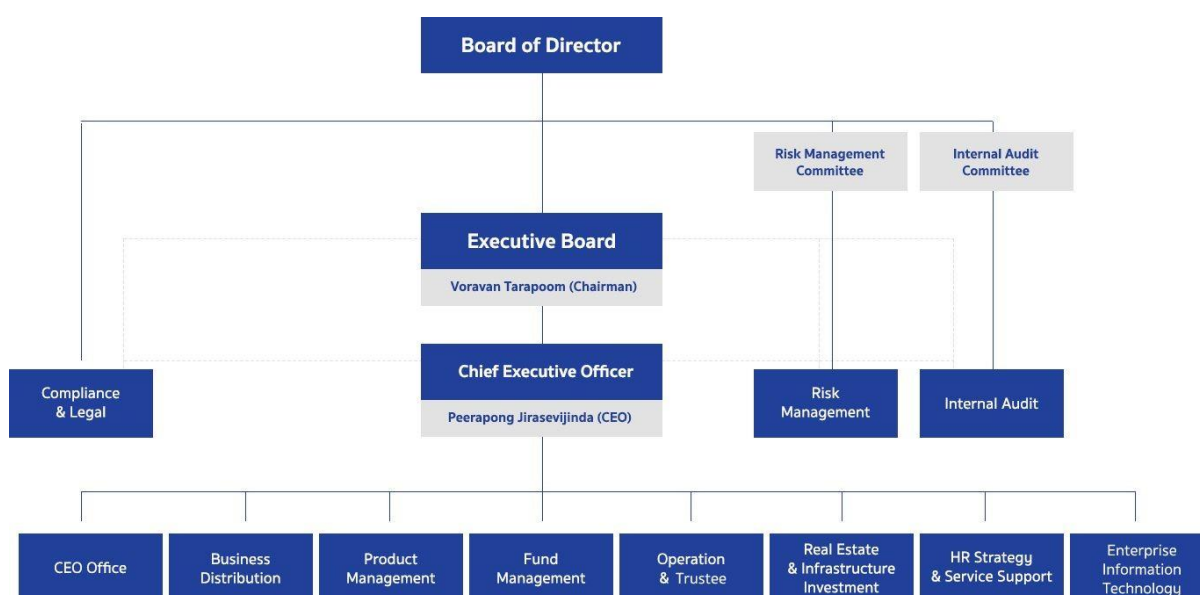 Board of Director
Risk Management
Committee
Internal Audit
Committee
Executive Board
Voravan Tarapoom (Chairman)
Chief Executive Officer
Peerapong Jirasevijinda (CEO)
Compliance
& Legal
Risk
Management
Internal Audit
CEO Office
Business
Distribution
Product
Management
Fund
Management
Operation
& Trustee
Real Estate
& Infrastructure
Investment
HR Strategy
& Service Support
Enterprise
Information
Technology